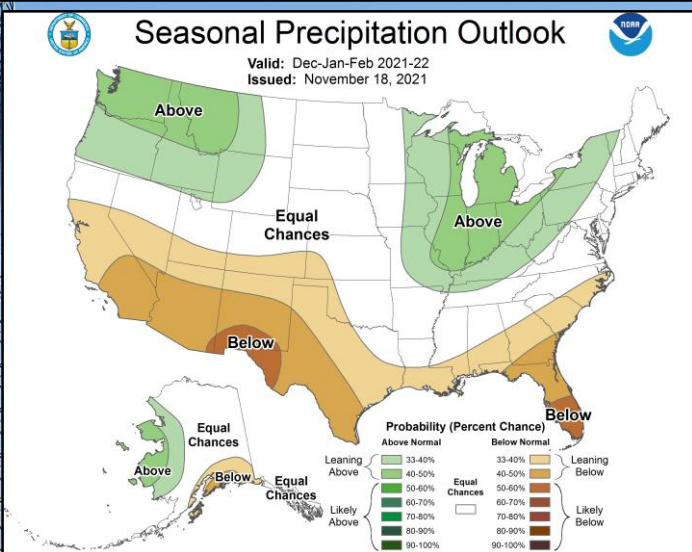 Seasonal Precipitation Outlook
NOAA
Valid: Dec-Jan-Feb 2021-22
Issued: November 18, 2021
Above
Equal
Chances
Above
Below
Below
Equal
Chances
Above
Below
Equal
Chances
Probability (Percent Chance)
Above Normal
Below Normal
Leaning
Above
33-40%
40-50%
Likely
Above
50-60%
60-70%
70-80%
80-90%
90-100%
Equal
Chances
33-40%
40-50%
Leaning
Below
50-60%
60-70%
70-80%
80-90%
90-100%
Likely
Below